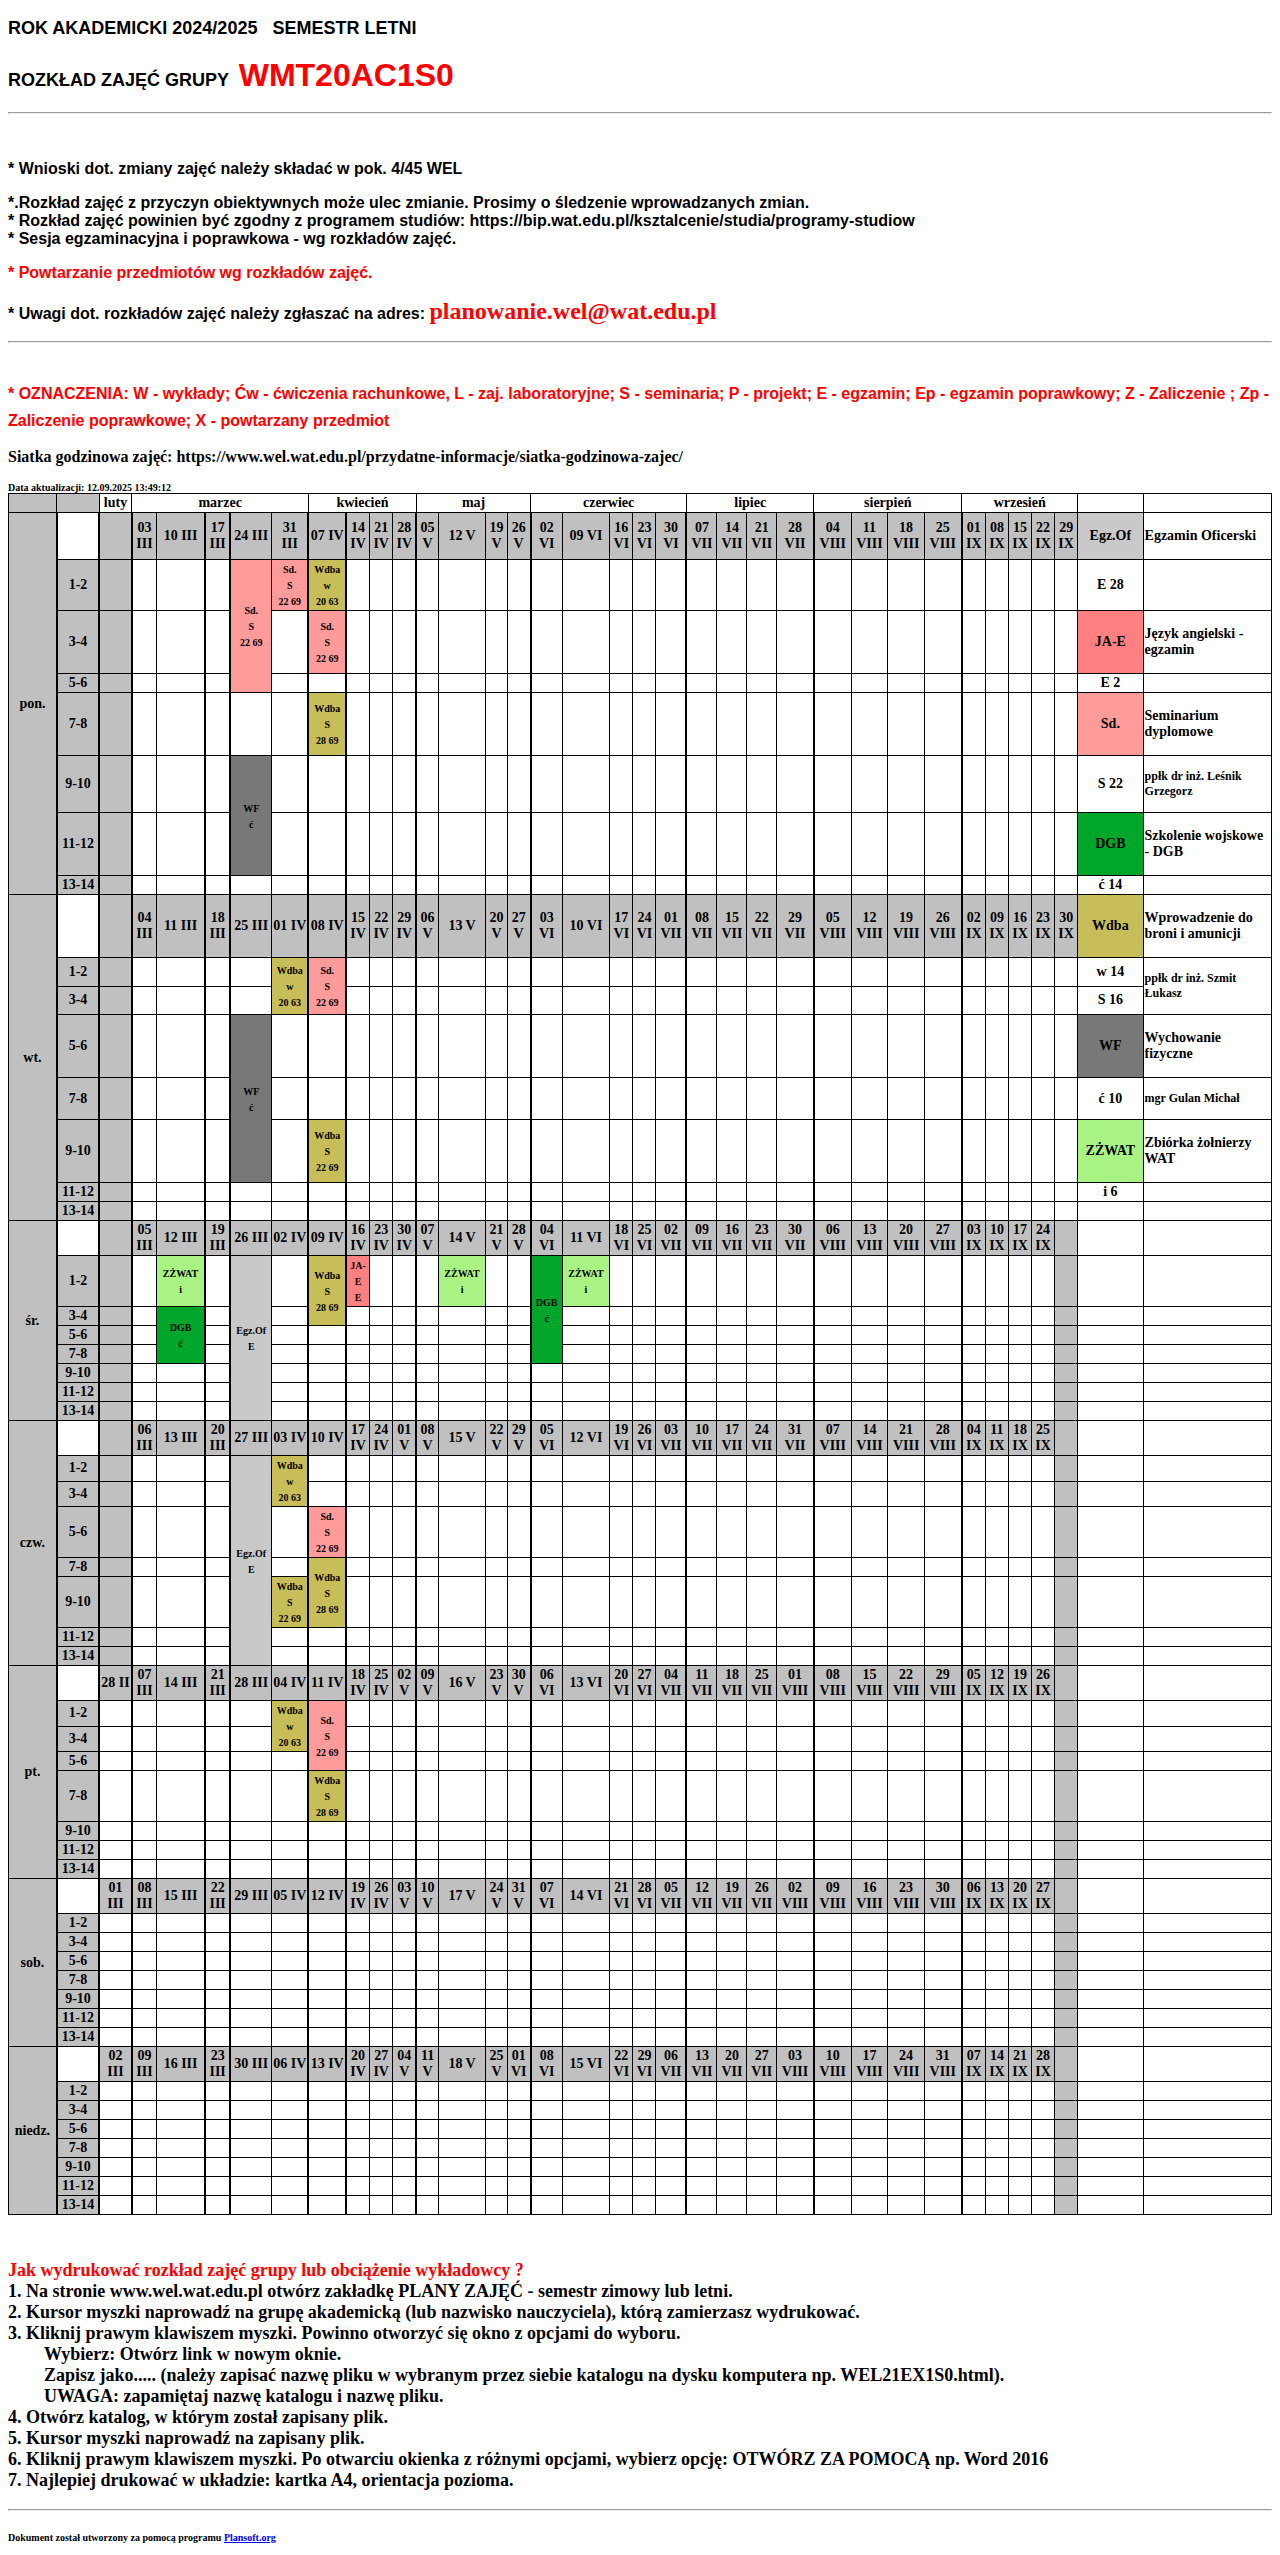 ROK AKADEMICKI 2024/2025 SEMESTR LETNI
ROZKŁAD ZAJĘĆ GRUPY WMT20AC1S0
* Wnioski dot. zmiany zajęć należy składać w pok. 4/45 WEL
*.Rozkład zajęć z przyczyn obiektywnych może ulec zmianie. Prosimy o śledzenie wprowadzanych zmian.
* Rozkład zajęć powinien być zgodny z programem studiów: https://bip.wat.edu.pl/ksztalcenie/studia/programy-studiow
* Sesja egzaminacyjna i poprawkowa - wg rozkładów zajęć.
* Powtarzanie przedmiotów wg rozkładów zajęć.
* Uwagi dot. rozkładów zajęć należy zgłaszać na adres: planowanie.wel@wat.edu.pl
* OZNACZENIA: W - wykłady; Ćw - ćwiczenia rachunkowe, L - zaj. laboratoryjne; S - seminaria; P - projekt; E - egzamin; Ep - egzamin poprawkowy; Z - Zaliczenie ; Zp -
Zaliczenie poprawkowe; X - powtarzany przedmiot
Siatka godzinowa zajęć: https://www.wel.wat.edu.pl/przydatne-informacje/siatka-godzinowa-zajec/
Data aktualizacji: 12.09.2025 13:49:12
luty marzec kwiecień maj czerwiec lipiec sierpień wrzesień
pon. 03 III 10 III 17 III 24 III 31 III 07 IV 14 IV 21 IV 28 IV 05 V 12 V 19 V 26 V 02 VI 09 VI 16 VI 23 VI 30 VI 07 VII 14 VII 21 VII 28 VII 04 VIII 11 VIII 18 VIII 25 VIII 01 IX 08 IX 15 IX 22 IX 29 IX Egz.Of Egzamin Oficerski
1-2 Sd. S 22 69 Sd. S 22 69 Wdba w 20 63 E 28
3-4 Sd. S 22 69 JA-E Język angielski - egzamin
5-6 E 2
7-8 Wdba S 28 69 Sd. Seminarium dyplomowe
9-10 WF ć S 22 ppłk dr inż. Leśnik Grzegorz
11-12 DGB Szkolenie wojskowe - DGB
13-14 ć 14
wt. 04 III 11 III 18 III 25 III 01 IV 08 IV 15 IV 22 IV 29 IV 06 V 13 V 20 V 27 V 03 VI 10 VI 17 VI 24 VI 01 VII 08 VII 15 VII 22 VII 29 VII 05 VIII 12 VIII 19 VIII 26 VIII 02 IX 09 IX 16 IX 23 IX 30 IX Wdba Wprowadzenie do broni i amunicji
1-2 Wdba w 20 63 Sd. S 22 69 w 14 ppłk dr inż. Szmit Łukasz
3-4 S 16
5-6 WF ć WF Wychowanie fizyczne
7-8 ć 10 mgr Gulan Michał
9-10 Wdba S 22 69 ZŻWAT Zbiórka żołnierzy WAT
11-12 i 6
13-14
śr. 05 III 12 III 19 III 26 III 02 IV 09 IV 16 IV 23 IV 30 IV 07 V 14 V 21 V 28 V 04 VI 11 VI 18 VI 25 VI 02 VII 09 VII 16 VII 23 VII 30 VII 06 VIII 13 VIII 20 VIII 27 VIII 03 IX 10 IX 17 IX 24 IX
1-2 ZŻWAT i Egz.Of E Wdba S 28 69 JA-E E ZŻWAT i DGB ć ZŻWAT i
3-4 DGB ć
5-6
7-8
9-10
11-12
13-14
czw. 06 III 13 III 20 III 27 III 03 IV 10 IV 17 IV 24 IV 01 V 08 V 15 V 22 V 29 V 05 VI 12 VI 19 VI 26 VI 03 VII 10 VII 17 VII 24 VII 31 VII 07 VIII 14 VIII 21 VIII 28 VIII 04 IX 11 IX 18 IX 25 IX
1-2 Egz.Of E Wdba w 20 63
3-4
5-6 Sd. S 22 69
7-8 Wdba S 28 69
9-10 Wdba S 22 69
11-12
13-14
pt. 28 II 07 III 14 III 21 III 28 III 04 IV 11 IV 18 IV 25 IV 02 V 09 V 16 V 23 V 30 V 06 VI 13 VI 20 VI 27 VI 04 VII 11 VII 18 VII 25 VII 01 VIII 08 VIII 15 VIII 22 VIII 29 VIII 05 IX 12 IX 19 IX 26 IX
1-2 Wdba w 20 63 Sd. S 22 69
3-4
5-6
7-8 Wdba S 28 69
9-10
11-12
13-14
sob. 01 III 08 III 15 III 22 III 29 III 05 IV 12 IV 19 IV 26 IV 03 V 10 V 17 V 24 V 31 V 07 VI 14 VI 21 VI 28 VI 05 VII 12 VII 19 VII 26 VII 02 VIII 09 VIII 16 VIII 23 VIII 30 VIII 06 IX 13 IX 20 IX 27 IX
1-2
3-4
5-6
7-8
9-10
11-12
13-14
niedz. 02 III 09 III 16 III 23 III 30 III 06 IV 13 IV 20 IV 27 IV 04 V 11 V 18 V 25 V 01 VI 08 VI 15 VI 22 VI 29 VI 06 VII 13 VII 20 VII 27 VII 03 VIII 10 VIII 17 VIII 24 VIII 31 VIII 07 IX 14 IX 21 IX 28 IX
1-2
3-4
5-6
7-8
9-10
11-12
13-14
Jak wydrukować rozkład zajęć grupy lub obciążenie wykładowcy ?
1. Na stronie www.wel.wat.edu.pl otwórz zakładkę PLANY ZAJĘĆ - semestr zimowy lub letni.
2. Kursor myszki naprowadź na grupę akademicką (lub nazwisko nauczyciela), którą zamierzasz wydrukować.
3. Kliknij prawym klawiszem myszki. Powinno otworzyć się okno z opcjami do wyboru.
Wybierz: Otwórz link w nowym oknie.
Zapisz jako..... (należy zapisać nazwę pliku w wybranym przez siebie katalogu na dysku komputera np. WEL21EX1S0.html).
UWAGA: zapamiętaj nazwę katalogu i nazwę pliku.
4. Otwórz katalog, w którym został zapisany plik.
5. Kursor myszki naprowadź na zapisany plik.
6. Kliknij prawym klawiszem myszki. Po otwarciu okienka z różnymi opcjami, wybierz opcję: OTWÓRZ ZA POMOCĄ np. Word 2016
7. Najlepiej drukować w układzie: kartka A4, orientacja pozioma.
Dokument został utworzony za pomocą programu Plansoft.org